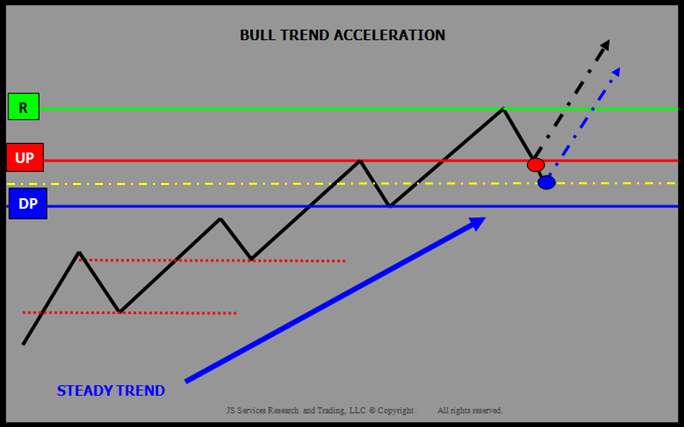 BULL TREND ACCELERATION
R
UP
DP
STEADY TREND
JS Services Research and Trading, LLC © Copyright All rights reserved.